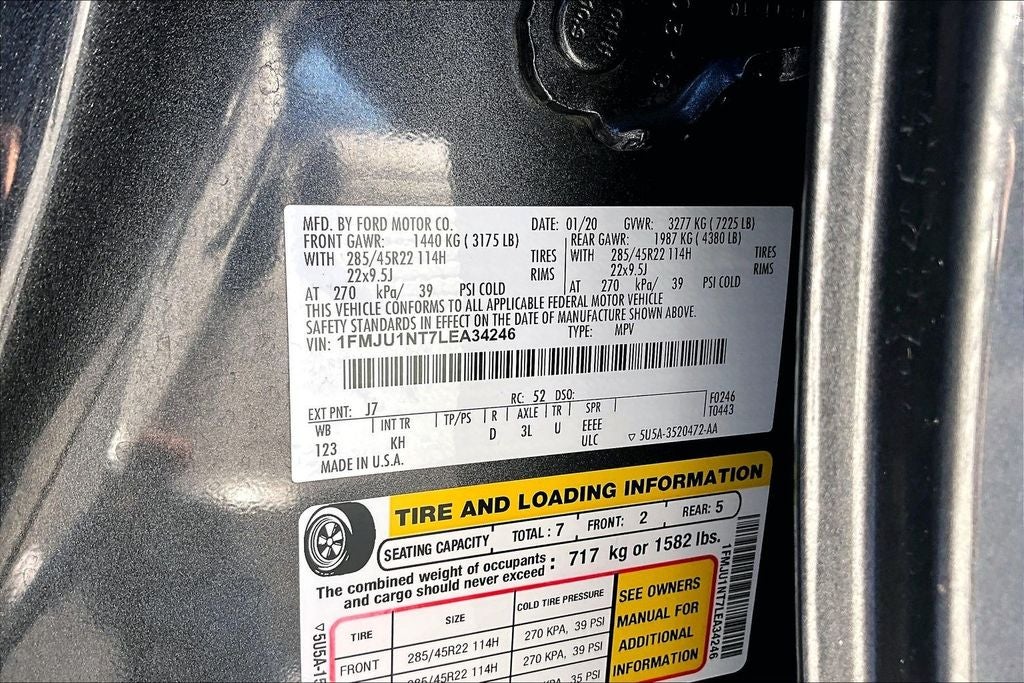 MFD. BY FORD MOTOR CO. DATE: 01/20 GVWR: 3277 KG ( 7225 LB)
FRONT GAWR: 1440 KG ( 3175 LB) REAR GAWR: 1987 KG ( 4380 LB)
WITH 285/45R22 114H TIRES WITH 285/45R22 114H TIRES
22x9.5J RIMS 22x9.5J RIMS
AT 270 kPa/ 39 PSI COLD AT 270 kPa/ 39 PSI COLD
THIS VEHICLE CONFORMS TO ALL APPLICABLE FEDERAL MOTOR VEHICLE
SAFETY STANDARDS IN EFFECT ON THE DATE OF MANUFACTURE SHOWN ABOVE.
VIN: 1FMJU1NT7LEA34246 TYPE: MPV
EXT PNT: J7 RC: 52 DSO: F0246
WB INT TR TP/PS R AXLE TR SPR T0443
123 KH D 3L U EEEE
ULC ▽ 5U5A-3520472-AA
MADE IN U.S.A.
TIRE AND LOADING INFORMATION
SEATING CAPACITY TOTAL : 7 FRONT: 2 REAR: 5
The combined weight of occupants
and cargo should never exceed : 717 kg or 1582 lbs.
TIRE SIZE COLD TIRE PRESSURE
FRONT 285/45R22 114H 270 KPA, 39 PSI
285/45R22 114H 270 KPA, 39 PSI
35 PSI
SEE OWNERS
MANUAL FOR
ADDITIONAL
INFORMATION
1FMJU1NT7LEA34246
▽5U5A-15